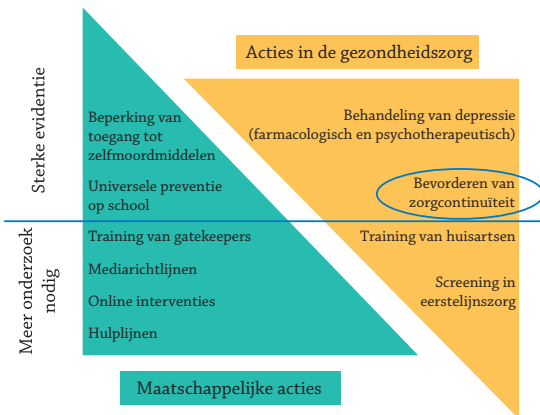 Acties in de gezondheidszorg
Sterke evidentie
Beperking van
toegang tot
zelfmoordmiddelen
Universele preventie
op school
Behandeling van depressie
(farmacologisch en psychotherapeutisch)
Bevorderen van
zorgcontinuïteit
Meer onderzoek
nodig
Training van gatekeepers
Mediarichtlijnen
Online interventies
Hulplijnen
Training van huisartsen
Screening in
eerstelijnszorg
Maatschappelijke acties